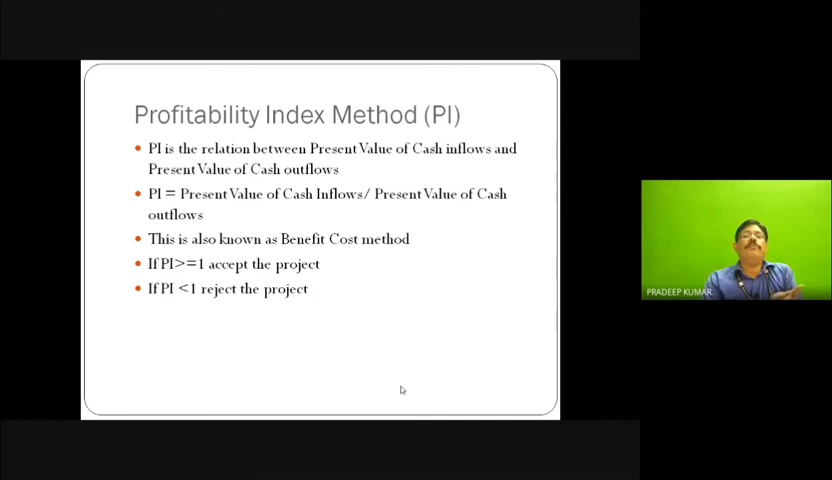 Profitability Index Method (PI)
• PI is the relation between Present Value of Cash inflows and
Present Value of Cash outflows
• PI = Present Value of Cash Inflows/ Present Value of Cash
outflows
• This is also known as Benefit Cost method
• If PI>=1 accept the project
• If PI <1 reject the project
PRADEEP KUMAR